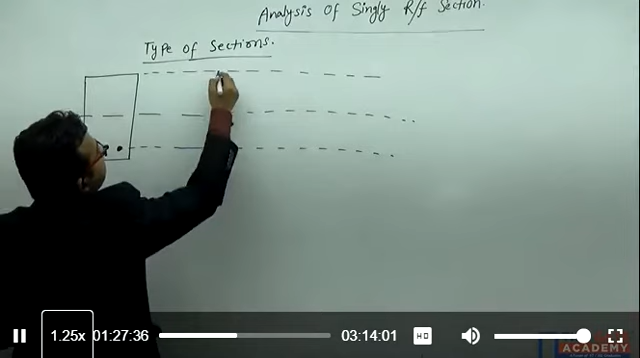 Analysis Of Singly R/f Section.
Type of Sections.
1.25x 01:27:36 03:14:01 HD
ACADEMY